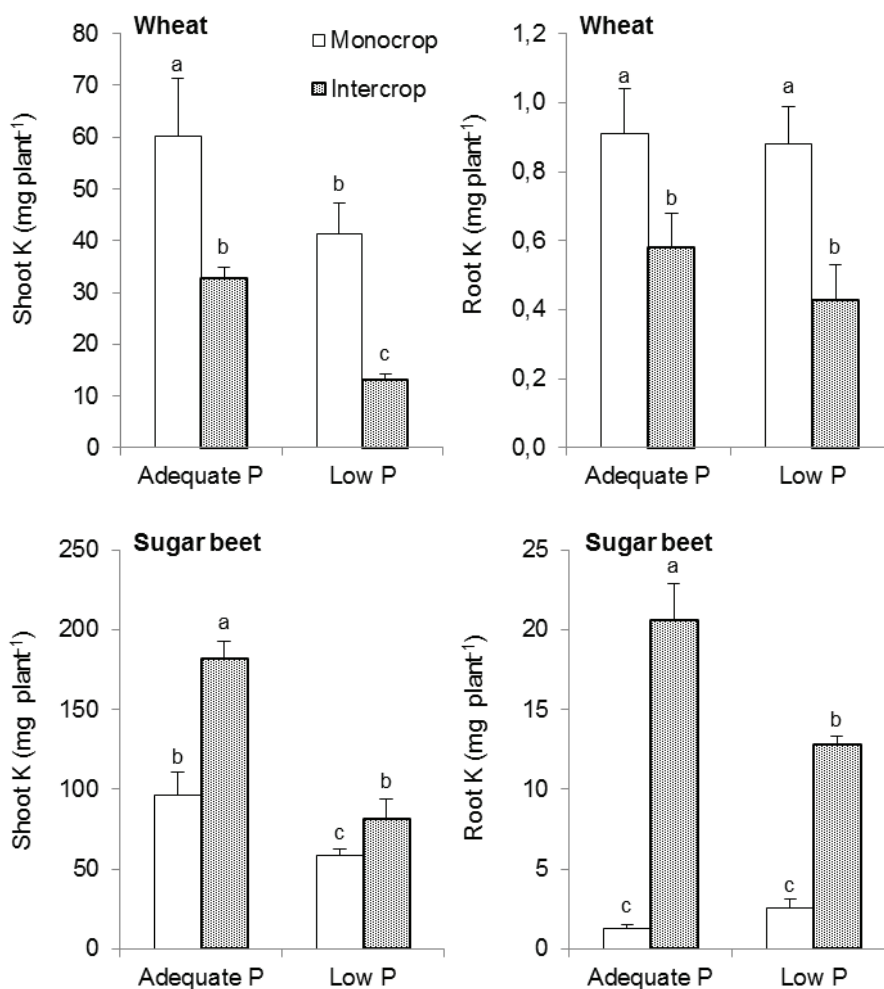 Wheat
Shoot K (mg plant⁻¹)
80
70
60
50
40
30
20
10
0
a
b
b
c
Monocrop
Intercrop
Adequate P
Low P
Wheat
Root K (mg plant⁻¹)
1,2
1,0
0,8
0,6
0,4
0,2
0,0
a
b
a
b
Adequate P
Low P
Sugar beet
Shoot K (mg plant⁻¹)
250
200
150
100
50
0
b
a
c
b
Adequate P
Low P
Sugar beet
Root K (mg plant⁻¹)
25
20
15
10
5
0
c
a
c
b
Adequate P
Low P